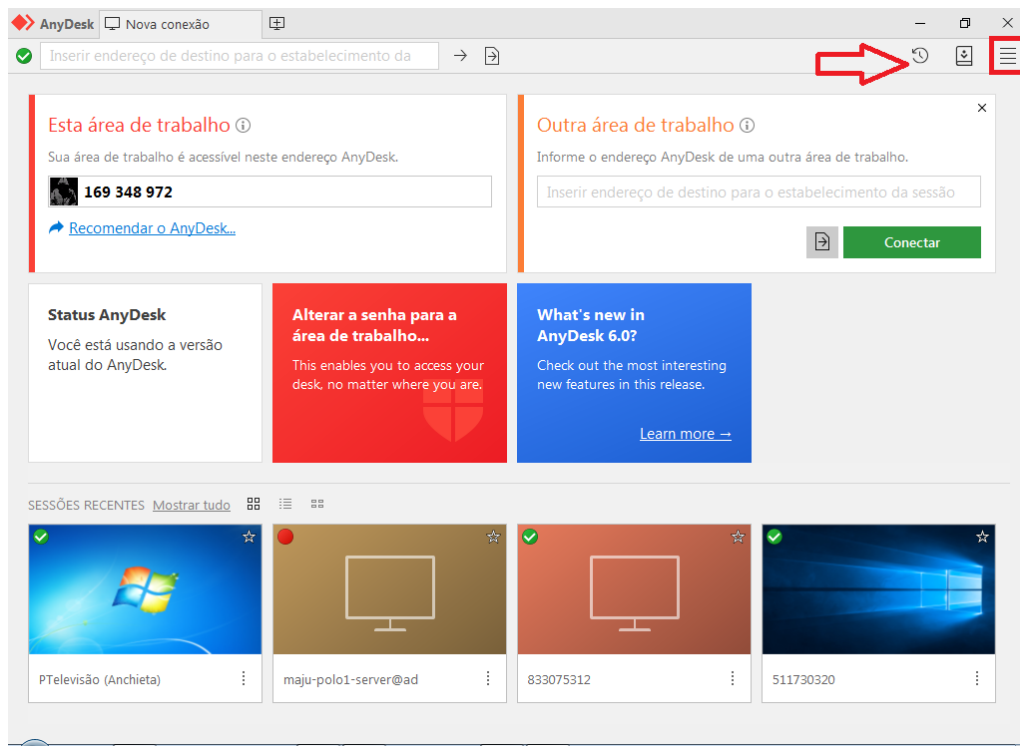 AnyDesk Nova conexão
Inserir endereço de destino para o estabelecimento da
Esta área de trabalho
Sua área de trabalho é acessível neste endereço AnyDesk.
169 348 972
Recomendar o AnyDesk...
Outra área de trabalho
Informe o endereço AnyDesk de uma outra área de trabalho.
Inserir endereço de destino para o estabelecimento da sessão
Conectar
Status AnyDesk
Você está usando a versão
atual do AnyDesk.
Alterar a senha para a
área de trabalho...
This enables you to access your
desk, no matter where you are.
What's new in
AnyDesk 6.0?
Check out the most interesting
new features in this release.
Learn more →
SESSÕES RECENTES Mostrar tudo
PTelevisão (Anchieta)
maju-polo1-server@ad
833075312
511730320